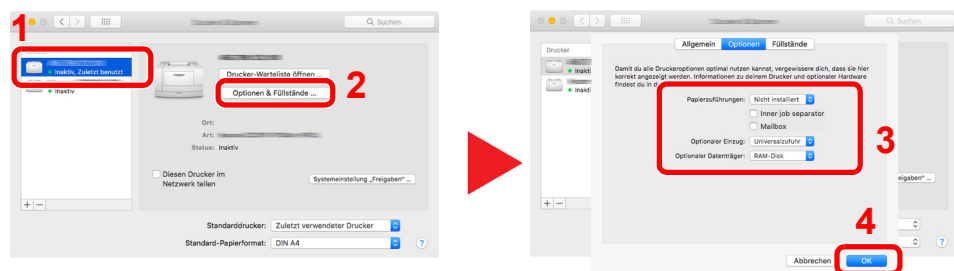 1
Suchen
Inaktiv, Zuletzt benutzt
Inaktiv
Drucker-Warteliste öffnen ...
Optionen & Füllstände ...
2
Ort:
Art:
Status: Inaktiv
Diesen Drucker im
Netzwerk teilen
Systemeinstellung „Freigaben“ ...
+ −
Standarddrucker: Zuletzt verwendeter Drucker
Standard-Papierformat: DIN A4
?
Suchen
Drucker
Inakti
Inakti
Allgemein Optionen Füllstände
Damit du alle Druckeroptionen optimal nutzen kannst, vergewissere dich, dass sie hier
korrekt angezeigt werden. Informationen zu deinem Drucker und optionaler Hardware
findest du in d
Papierzuführungen: Nicht installiert
Inner job separator
Mailbox
Optionaler Einzug: Universalzufuhr
Optionaler Datenträger: RAM-Disk
3
eigaben“ ...
+ −
4
?
Abbrechen OK